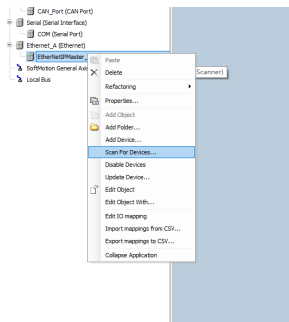 CAN_Port (CAN Port)
Serial (Serial Interface)
COM (Serial Port)
Ethernet_A (Ethernet)
EtherNetIPMaster_
Scanner)
SoftMotion General Axis
Local Bus
Paste
Delete
Refactoring
Properties...
Add Object
Add Folder...
Add Device...
Scan For Devices...
Disable Devices
Update Device...
Edit Object
Edit Object With...
Edit IO mapping
Import mappings from CSV...
Export mappings to CSV...
Collapse Application